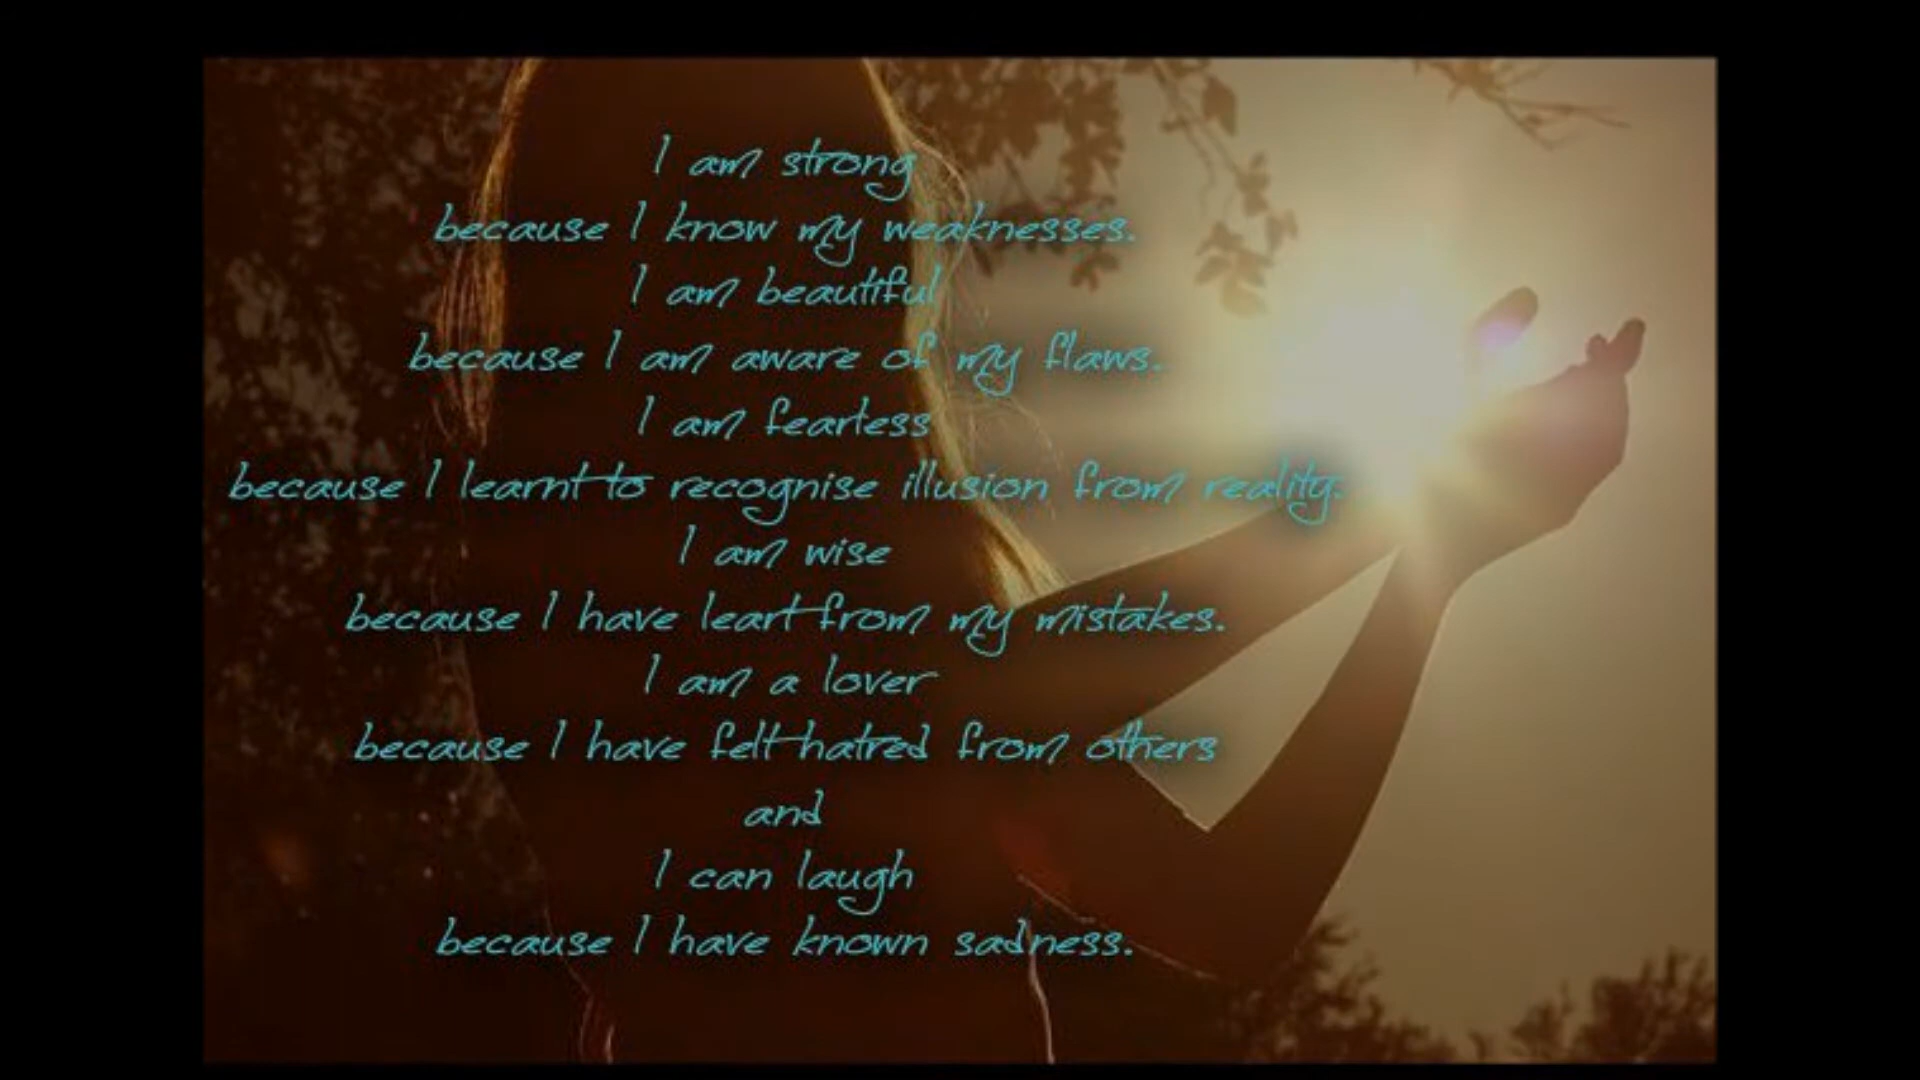 I am strong
because I know my weaknesses.
I am beautiful
because I am aware of my flaws.
I am fearless
because I learnt to recognise illusion from reality.
I am wise
because I have leart from my mistakes.
I am a lover
because I have felt hatred from others
and
I can laugh
because I have known sadness.